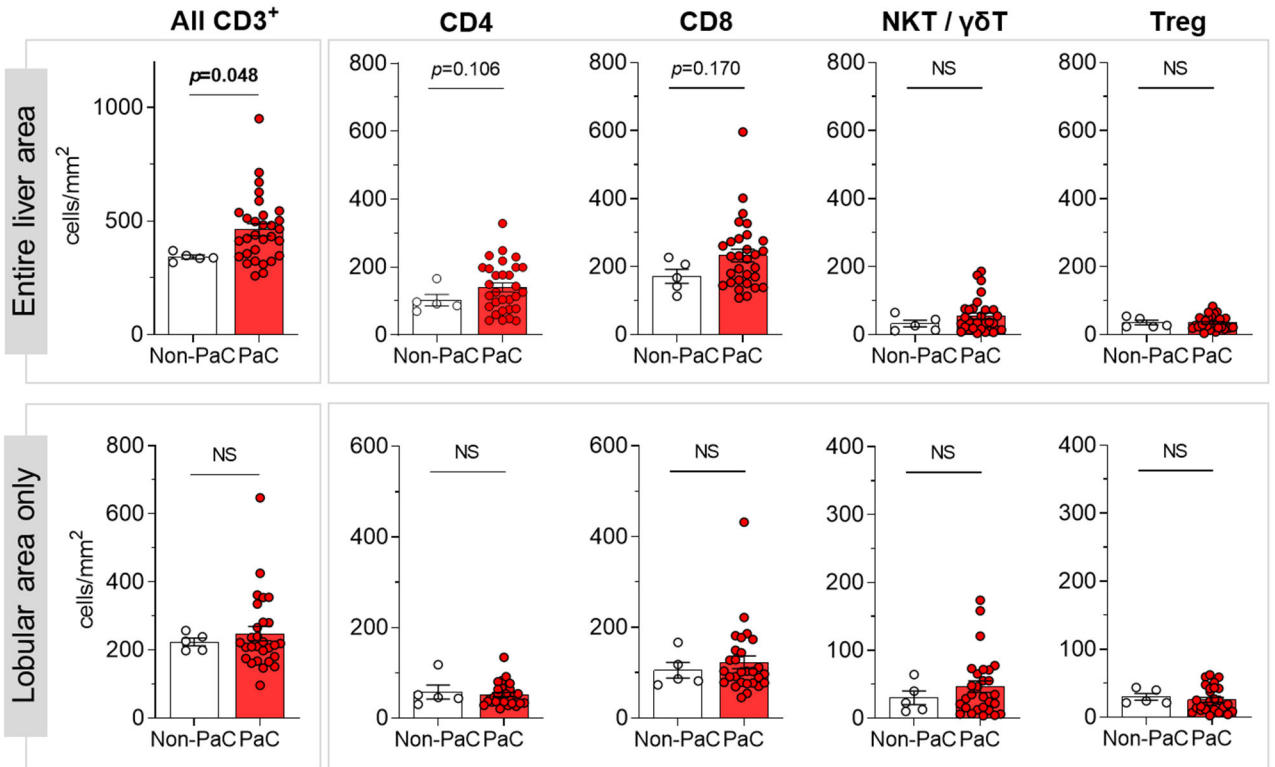 All CD3+ CD4 CD8 NKT / γδT Treg
Entire liver area
cells/mm2
p=0.048
1000
500
0
Non-PaC PaC
p=0.106
800
600
400
200
0
Non-PaC PaC
p=0.170
800
600
400
200
0
Non-PaC PaC
NS
800
600
400
200
0
Non-PaC PaC
NS
800
600
400
200
0
Non-PaC PaC
Lobular area only
cells/mm2
NS
800
600
400
200
0
Non-PaC PaC
NS
600
400
200
0
Non-PaC PaC
NS
600
400
200
0
Non-PaC PaC
NS
400
300
200
100
0
Non-PaC PaC
NS
400
300
200
100
0
Non-PaC PaC